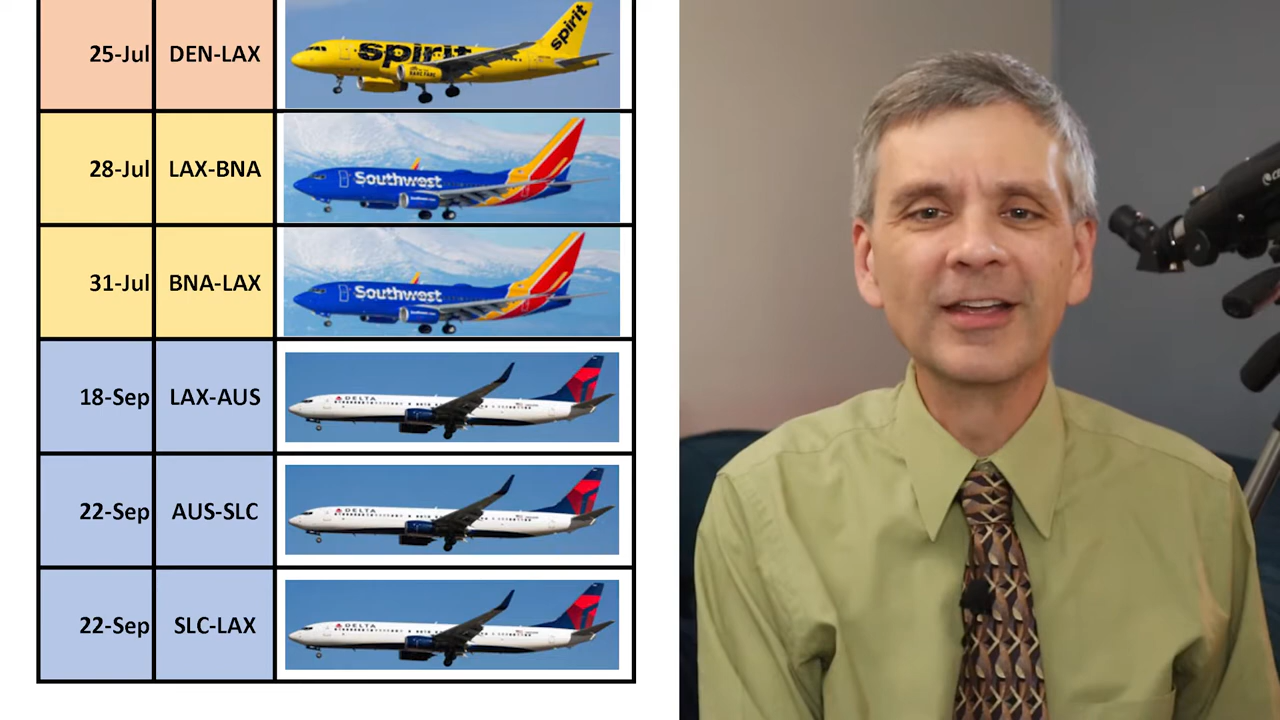 25-Jul DEN-LAX spirit spirit
28-Jul LAX-BNA Southwest
31-Jul BNA-LAX Southwest
18-Sep LAX-AUS DELTA
22-Sep AUS-SLC DELTA
22-Sep SLC-LAX DELTA